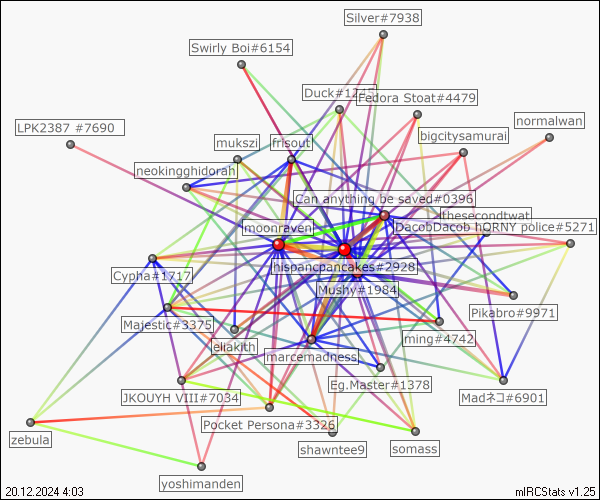 Silver#7938
Swirly Boi#6154
Fedora Stoat#4479
LPK2387 #7690
normalwan
bigcitysamurai
mukszi
frisout
neokingghidorah
Can anything be saved#0396
thesecondtwat
moonraven
DacobDacob hORNY police#5271
hispancpancakes#2928
Cypha#1717
Mushy#1984
Pikabro#9971
Majestic#3375
ming#4742
eliakith
marcemadness
Eg.Master#1378
JKOUYH VIII#7034
Madネコ#6901
Pocket Persona#3326
zebula
shawntee9
somass
yoshimanden
20.12.2024 4:03
mIRCStats v1.25